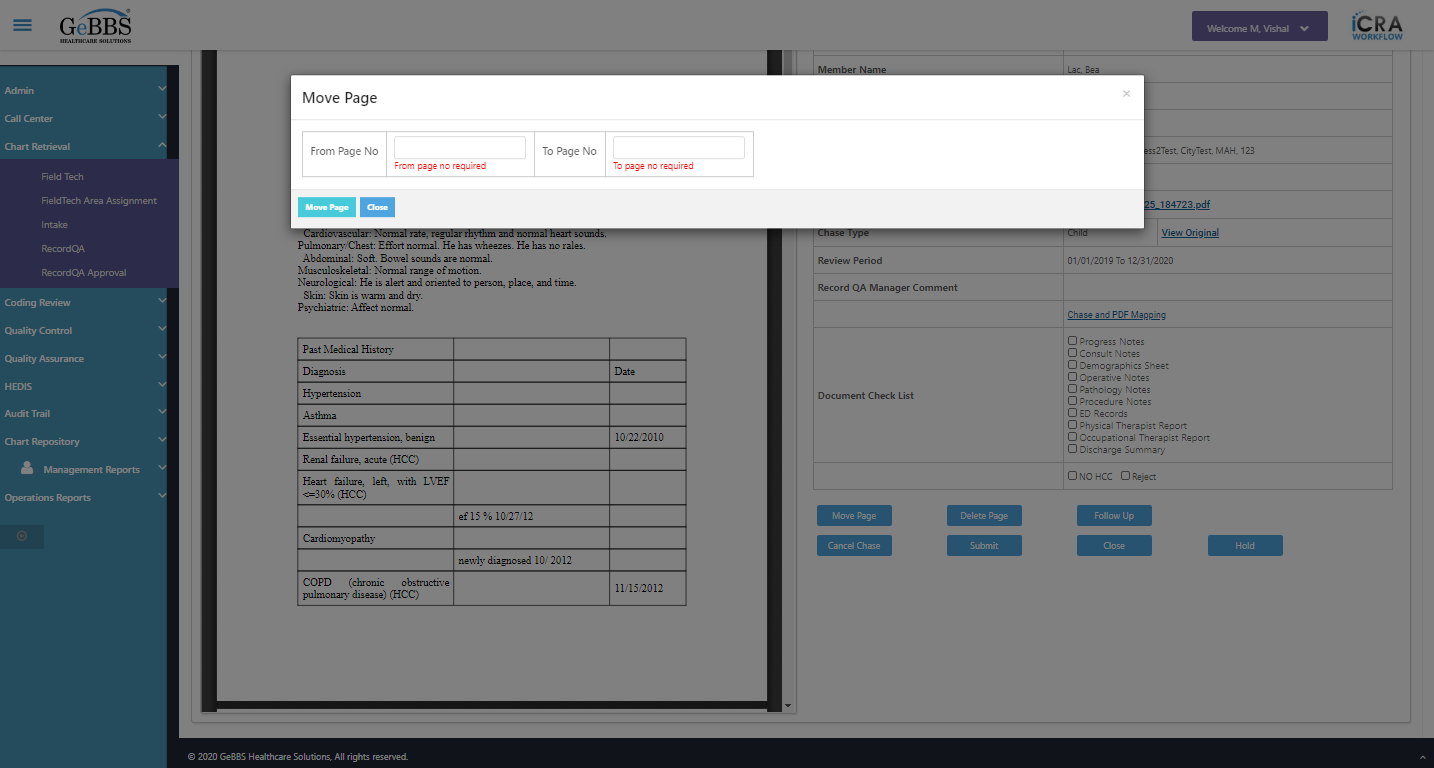 GeBBS
HEALTHCARE SOLUTIONS
Welcome M, Vishal
iCRA
WORKFLOW
Admin
Call Center
Chart Retrieval
Field Tech
FieldTech Area Assignment
Intake
RecordQA
RecordQA Approval
Coding Review
Quality Control
Quality Assurance
HEDIS
Audit Trail
Chart Repository
Management Reports
Operations Reports
Move Page
×
From Page No
From page no required
To Page No
To page no required
Move Page
Close
Cardiovascular: Normal rate, regular rhythm and normal heart sounds.
Pulmonary/Chest: Effort normal. He has wheezes. He has no rales.
Abdominal: Soft. Bowel sounds are normal.
Musculoskeletal: Normal range of motion.
Neurological: He is alert and oriented to person, place, and time.
Skin: Skin is warm and dry.
Psychiatric: Affect normal.
Past Medical History
Diagnosis Date
Hypertension
Asthma
Essential hypertension, benign 10/22/2010
Renal failure, acute (HCC)
Heart failure, left, with LVEF
<=30% (HCC)
ef 15 % 10/27/12
Cardiomyopathy
newly diagnosed 10/ 2012
COPD (chronic obstructive
pulmonary disease) (HCC) 11/15/2012
Member Name Lac, Bea
ess2Test, CityTest, MAH, 123
25_184723.pdf
Chase Type Child View Original
Review Period 01/01/2019 To 12/31/2020
Record QA Manager Comment
Chase and PDF Mapping
Document Check List
Progress Notes
Consult Notes
Demographics Sheet
Operative Notes
Pathology Notes
Procedure Notes
ED Records
Physical Therapist Report
Occupational Therapist Report
Discharge Summary
NO HCC Reject
Move Page Delete Page Follow Up
Cancel Chase Submit Close Hold
© 2020 GeBBS Healthcare Solutions, All rights reserved.